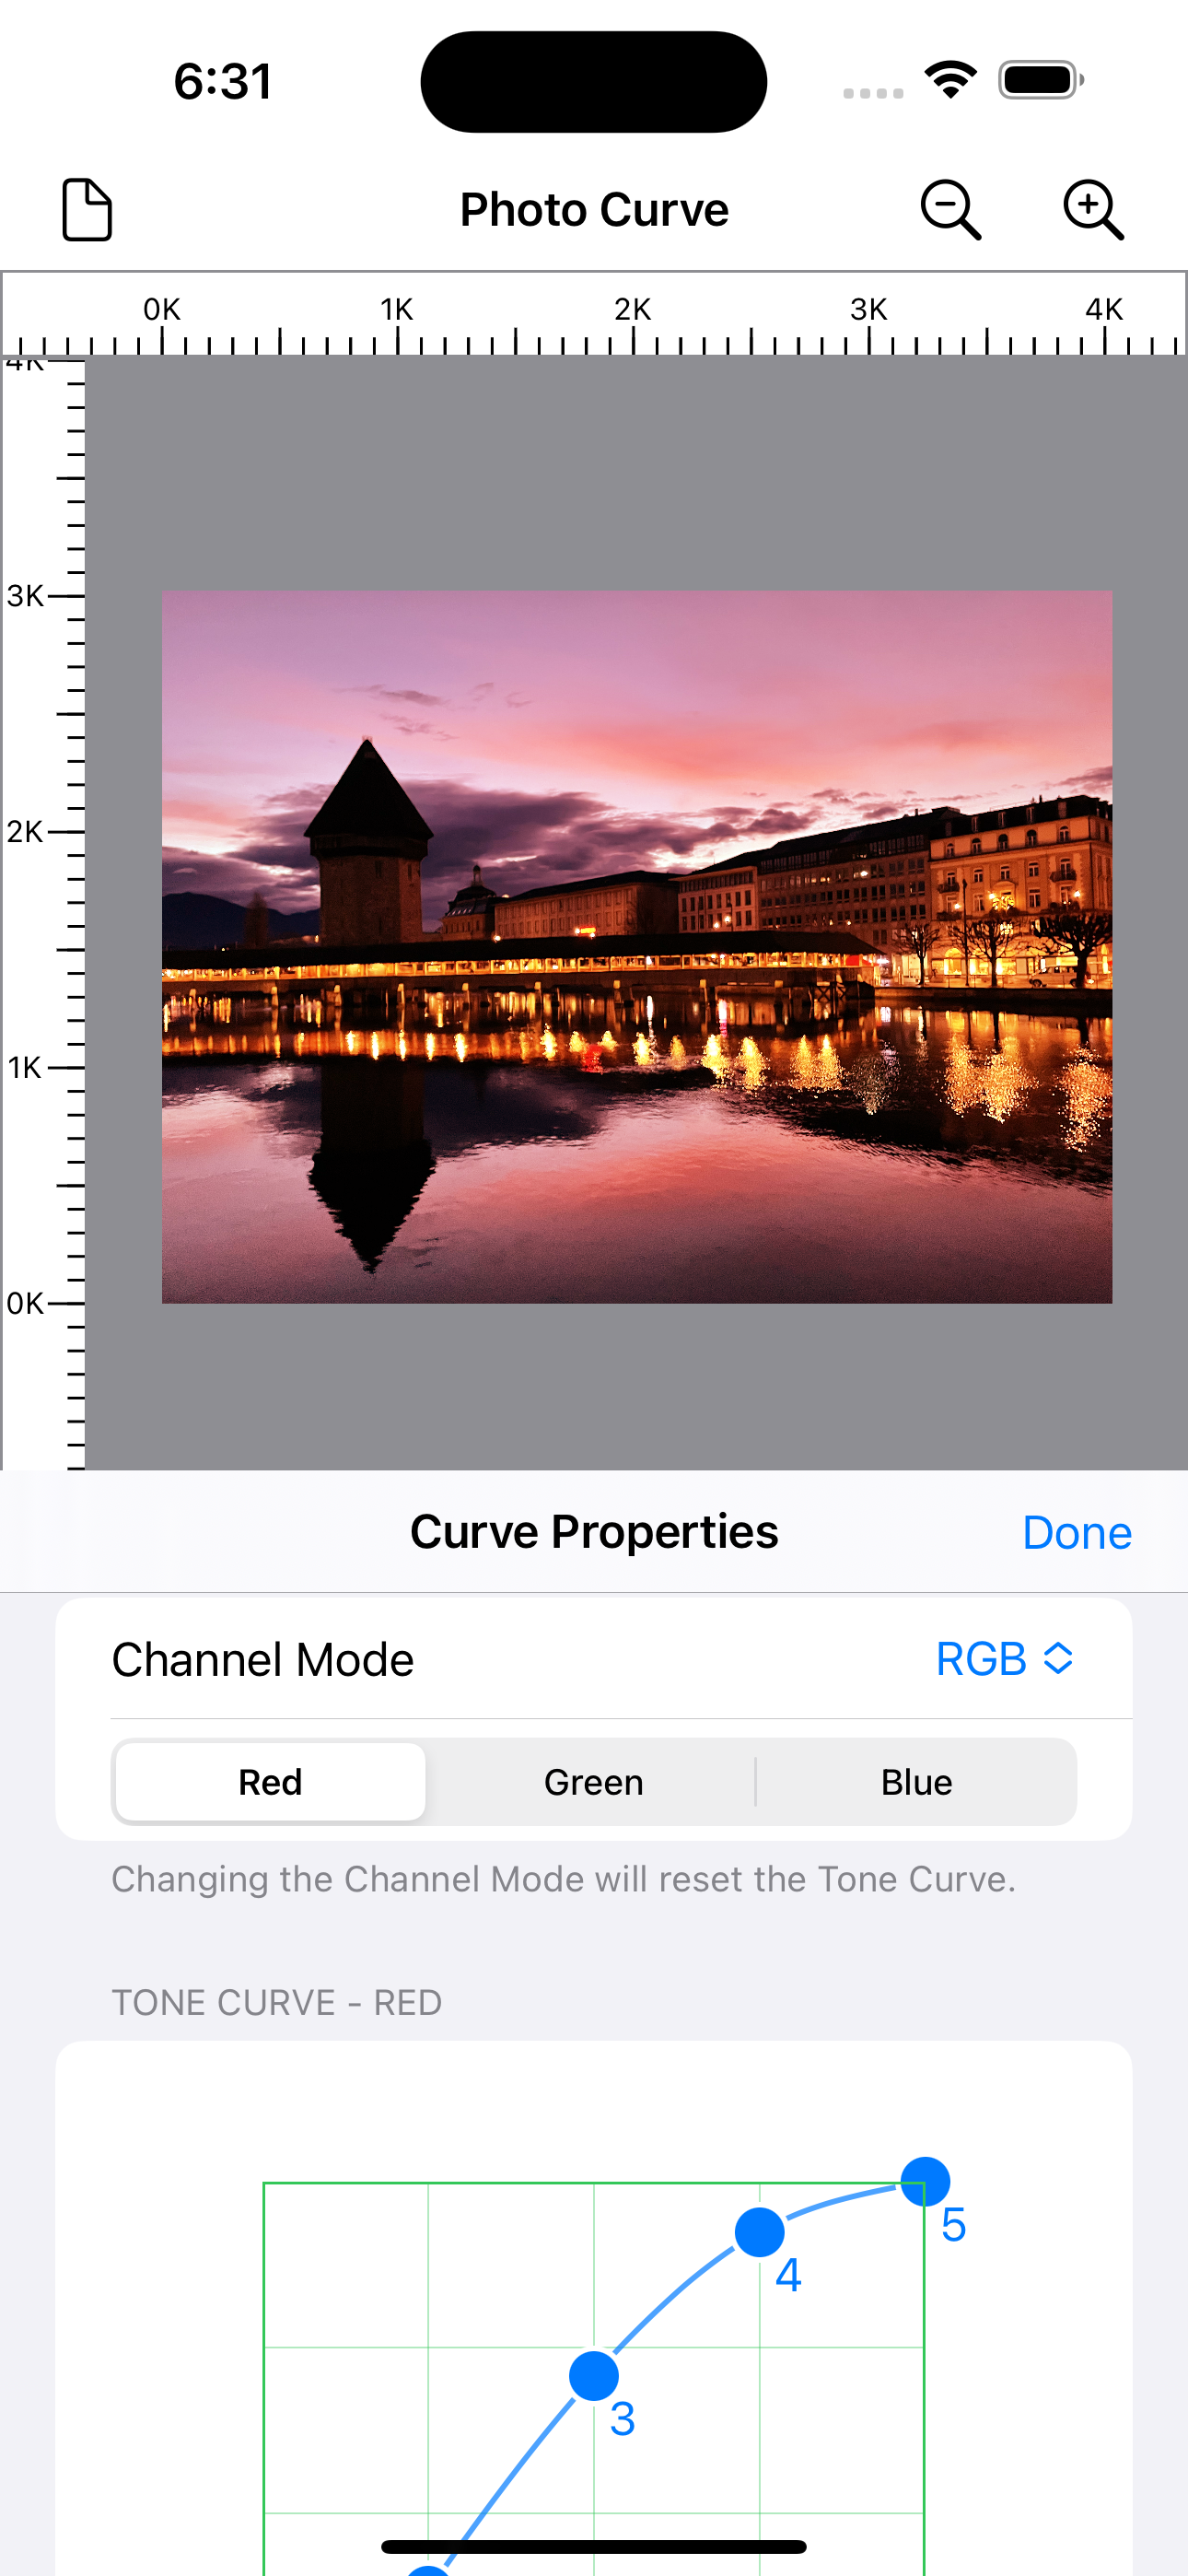 6:31
Photo Curve
0K 1K 2K 3K 4K
4K
3K
2K
1K
0K
Curve Properties Done
Channel Mode RGB
Red Green Blue
Changing the Channel Mode will reset the Tone Curve.
TONE CURVE - RED
5
4
3